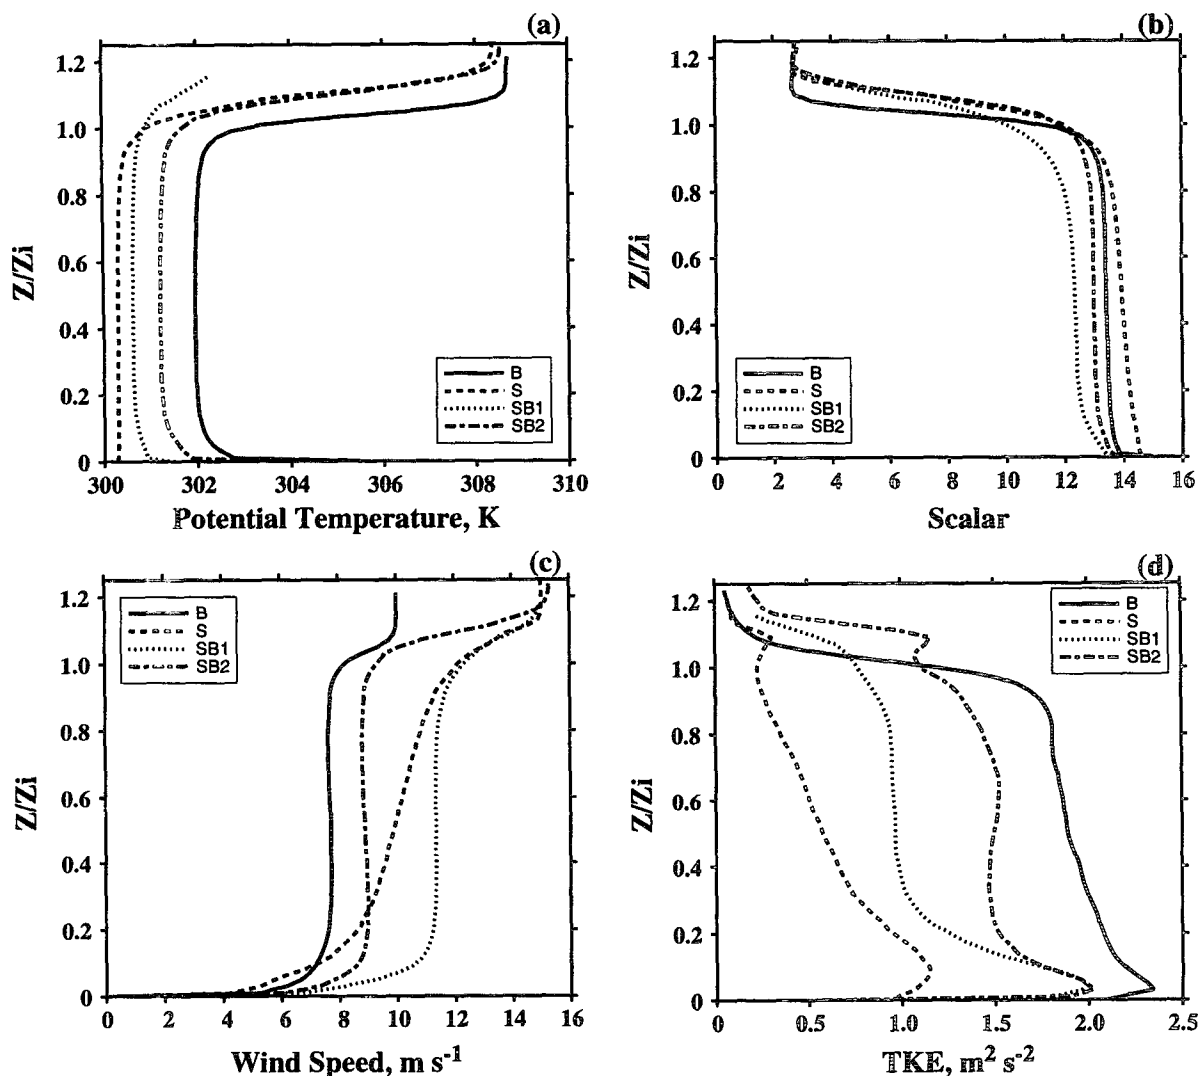 (a)
1.2
1.0
0.8
0.6
0.4
0.2
0
Z/Zi
B
S
SB1
SB2
300 302 304 306 308 310
Potential Temperature, K
(b)
1.2
1.0
0.8
0.6
0.4
0.2
0
Z/Zi
B
S
SB1
SB2
0 2 4 6 8 10 12 14 16
Scalar
(c)
1.2
1.0
0.8
0.6
0.4
0.2
0
Z/Zi
B
S
SB1
SB2
0 2 4 6 8 10 12 14 16
Wind Speed, m s⁻¹
(d)
1.2
1.0
0.8
0.6
0.4
0.2
0
Z/Zi
B
S
SB1
SB2
0 0.5 1.0 1.5 2.0 2.5
TKE, m² s⁻²